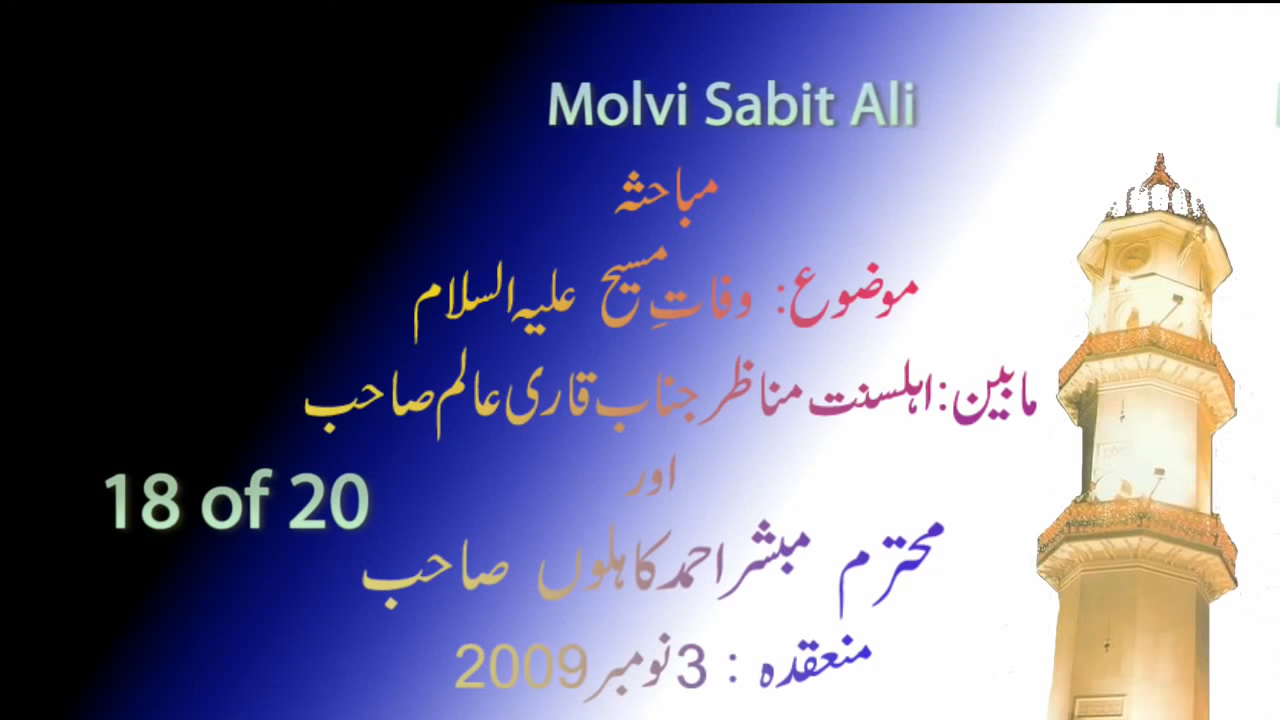 Molvi Sabit Ali
مباحثہ
موضوع: وفاتِ مسیح علیہ السلام
مابین: اہلسنت مناظر جناب قاری عالم صاحب
اور
18 of 20
محترم مبشر احمد کاہلوں صاحب
منعقدہ : 3 نومبر 2009